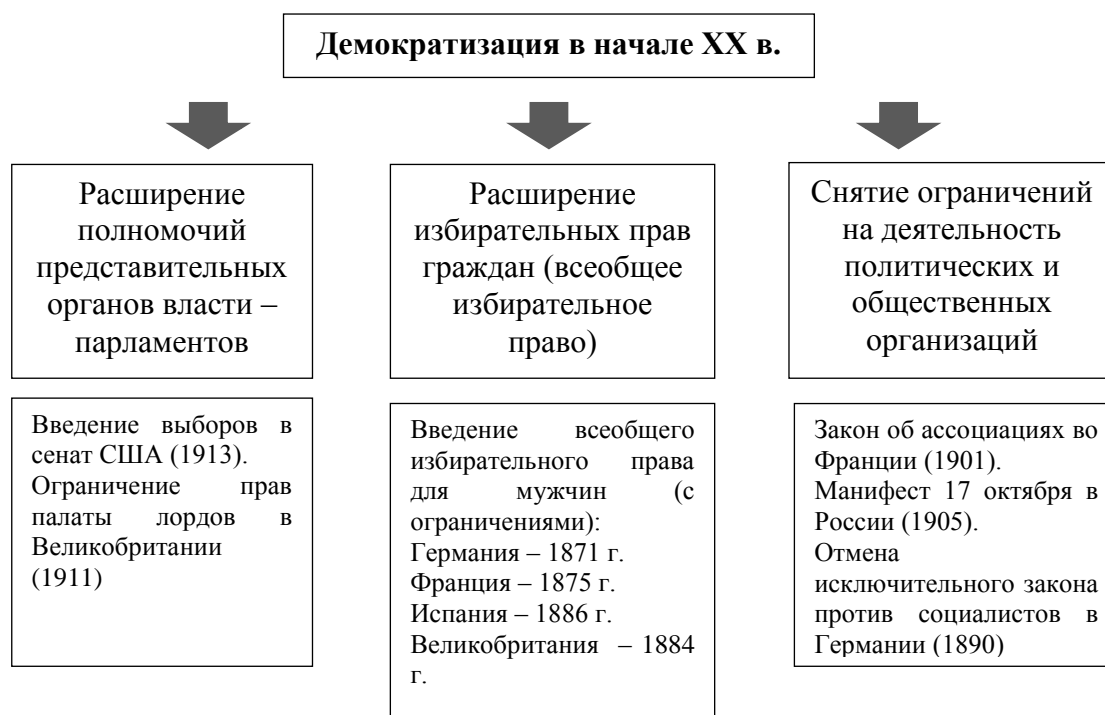 Демократизация в начале XX в.
Расширение
полномочий
представительных
органов власти –
парламентов
Введение выборов в
сенат США (1913).
Ограничение прав
палаты лордов в
Великобритании
(1911)
Расширение
избирательных прав
граждан (всеобщее
избирательное
право)
Введение всеобщего
избирательного права
для мужчин (с
ограничениями):
Германия – 1871 г.
Франция – 1875 г.
Испания – 1886 г.
Великобритания – 1884
г.
Снятие ограничений
на деятельность
политических и
общественных
организаций
Закон об ассоциациях во
Франции (1901).
Манифест 17 октября в
России (1905).
Отмена
исключительного закона
против социалистов в
Германии (1890)